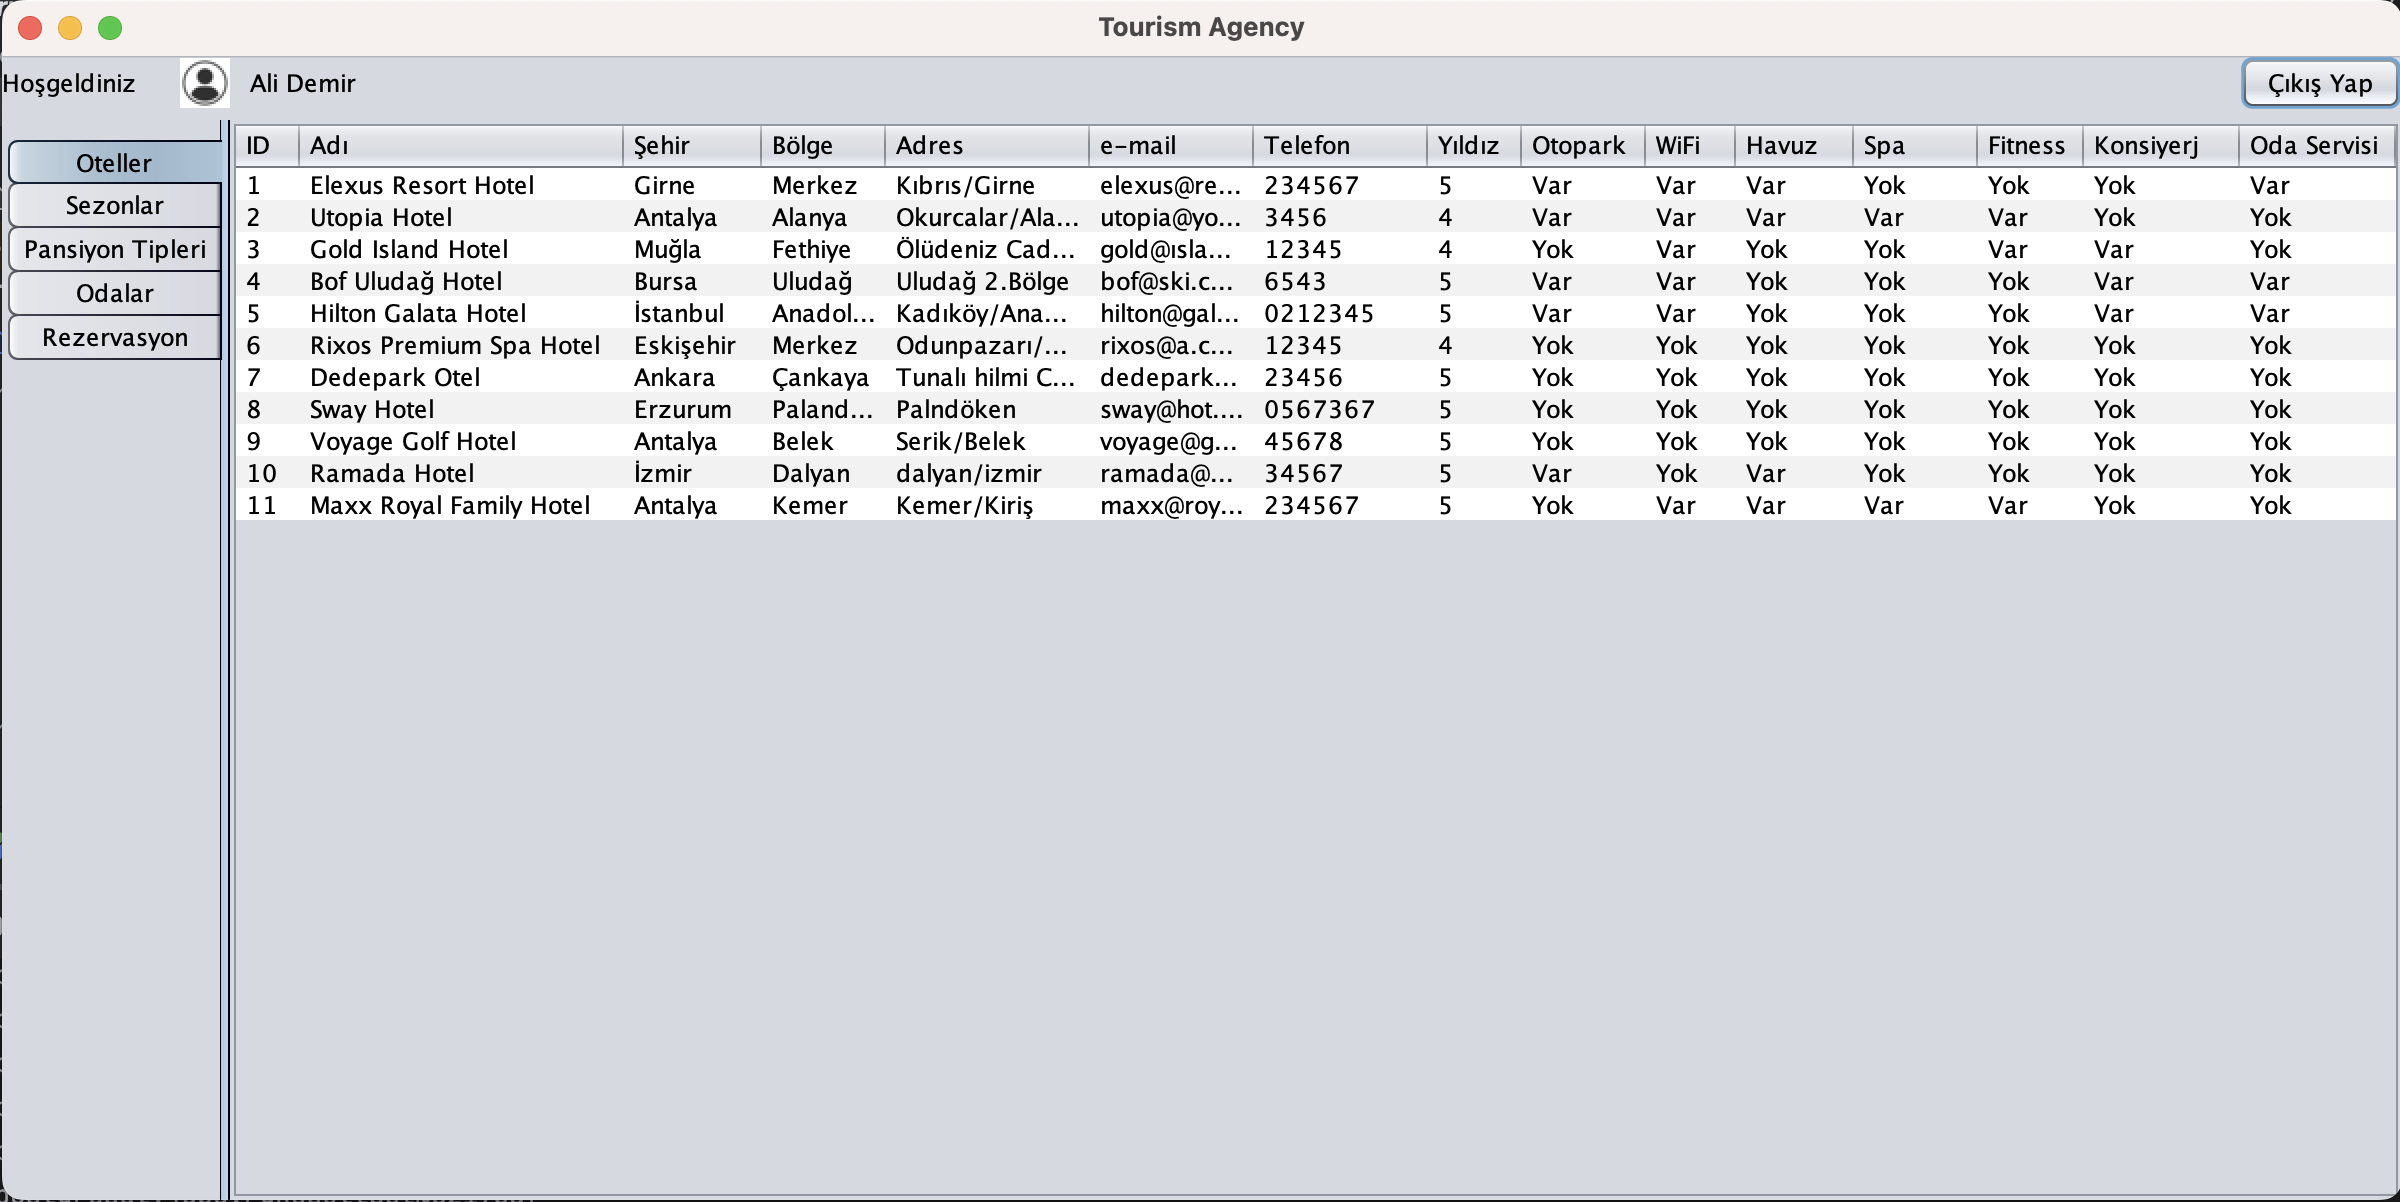 Tourism Agency
Hoşgeldiniz Ali Demir Çıkış Yap
Oteller
Sezonlar
Pansiyon Tipleri
Odalar
Rezervasyon
ID Adı Şehir Bölge Adres e-mail Telefon Yıldız Otopark WiFi Havuz Spa Fitness Konsiyerj Oda Servisi
1 Elexus Resort Hotel Girne Merkez Kıbrıs/Girne elexus@re... 234567 5 Var Var Var Yok Yok Yok Var
2 Utopia Hotel Antalya Alanya Okurcalar/Ala... utopia@yo... 3456 4 Var Var Var Var Var Yok Yok
3 Gold Island Hotel Muğla Fethiye Ölüdeniz Cad... gold@ısla... 12345 4 Yok Var Yok Yok Var Var Yok
4 Bof Uludağ Hotel Bursa Uludağ Uludağ 2.Bölge bof@ski.c... 6543 5 Var Var Yok Yok Yok Var Var
5 Hilton Galata Hotel İstanbul Anadol... Kadıköy/Ana... hilton@gal... 0212345 5 Var Var Yok Yok Yok Var Var
6 Rixos Premium Spa Hotel Eskişehir Merkez Odunpazarı/... rixos@a.c... 12345 4 Yok Yok Yok Yok Yok Yok Yok
7 Dedepark Otel Ankara Çankaya Tunalı hilmi C... dedepark... 23456 5 Yok Yok Yok Yok Yok Yok Yok
8 Sway Hotel Erzurum Paland... Palndöken sway@hot.... 0567367 5 Yok Yok Yok Yok Yok Yok Yok
9 Voyage Golf Hotel Antalya Belek Serik/Belek voyage@g... 45678 5 Yok Yok Yok Yok Yok Yok Yok
10 Ramada Hotel İzmir Dalyan dalyan/izmir ramada@... 34567 5 Var Yok Var Yok Yok Yok Yok
11 Maxx Royal Family Hotel Antalya Kemer Kemer/Kiriş maxx@roy... 234567 5 Yok Var Var Var Var Yok Yok